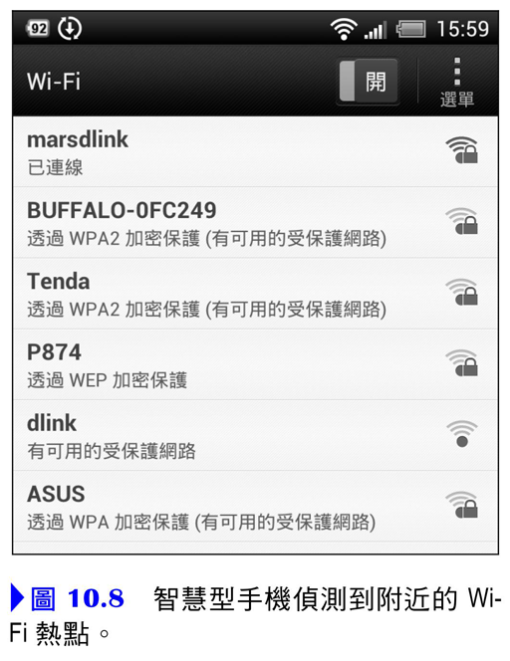 92 15:59
Wi-Fi 開 選單
marsdlink
已連線
BUFFALO-0FC249
透過 WPA2 加密保護 (有可用的受保護網路)
Tenda
透過 WPA2 加密保護 (有可用的受保護網路)
P874
透過 WEP 加密保護
dlink
有可用的受保護網路
ASUS
透過 WPA 加密保護 (有可用的受保護網路)
圖 10.8 智慧型手機偵測到附近的 Wi-
Fi 熱點。